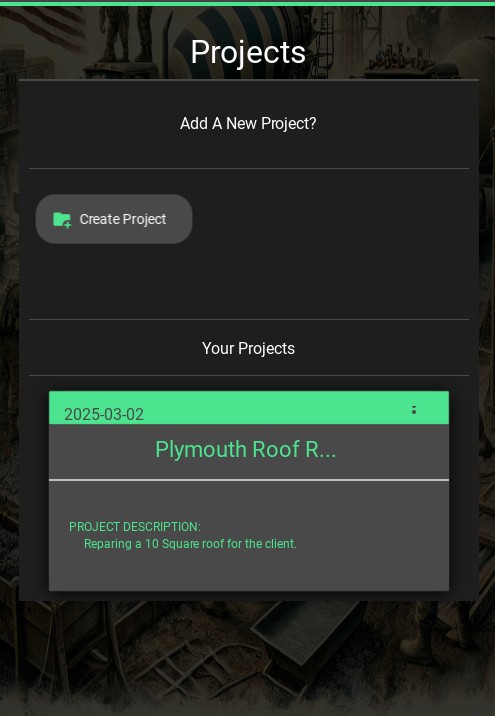 Projects
Add A New Project?
Create Project
Your Projects
2025-03-02
Plymouth Roof R...
PROJECT DESCRIPTION:
Reparing a 10 Square roof for the client.